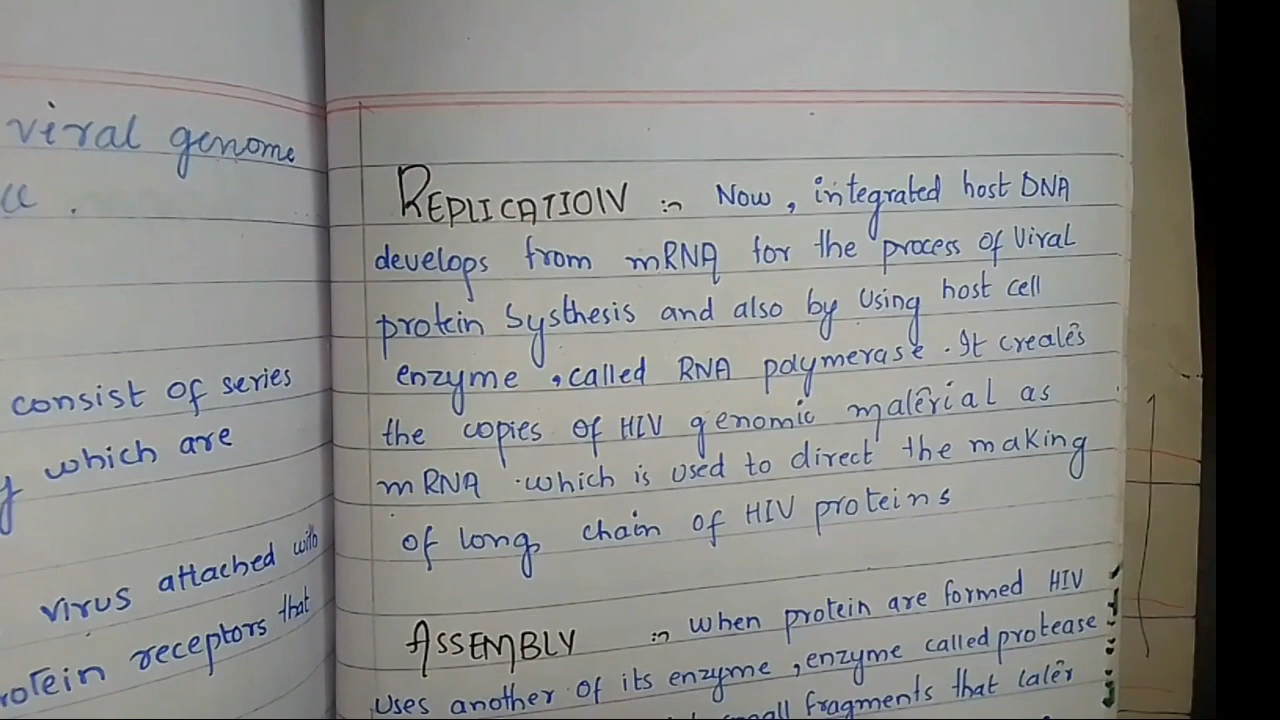 viral genome
consist of series
which are
virus attached with
protein receptors that
REPLICATION :- Now, integrated host DNA
develops from mRNA for the process of Viral
protein Systhesis and also by Using host cell
enzyme, called RNA polymerase. It creates
the copies of HIV genomic material as
mRNA. which is used to direct the making
of long, chain of HIV proteins
ASSEMBLY :- when protein are formed HIV
uses another of its enzyme, enzyme called protease
small fragments that later